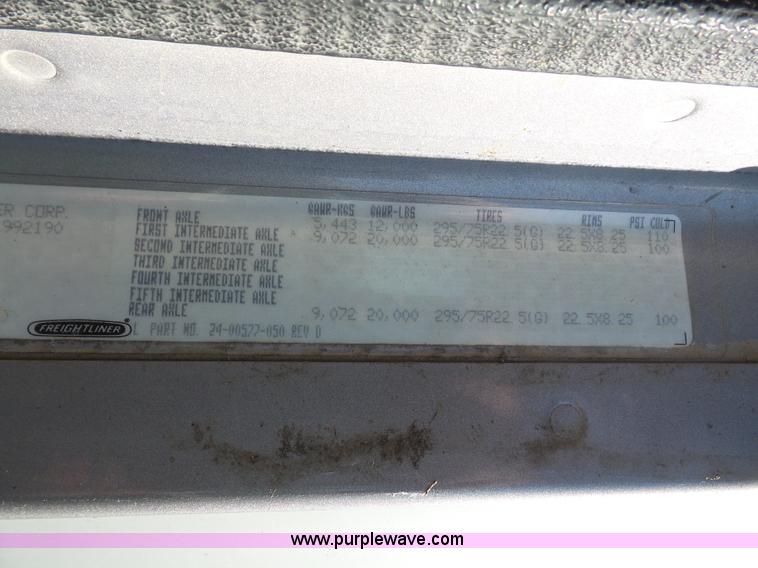 ER CORP.
992190
GAWR-KGS GAWR-LBS TIRES RIMS PSI COLD
FRONT AXLE 5,443 12,000 295/75R22.5(G) 22.5X8.25 110
FIRST INTERMEDIATE AXLE 9,072 20,000 295/75R22.5(G) 22.5X8.25 100
SECOND INTERMEDIATE AXLE
THIRD INTERMEDIATE AXLE
FOURTH INTERMEDIATE AXLE
FIFTH INTERMEDIATE AXLE
REAR AXLE 9,072 20,000 295/75R22.5(G) 22.5X8.25 100
FREIGHTLINER
L PART NO. 24-00577-050 REV D
www.purplewave.com